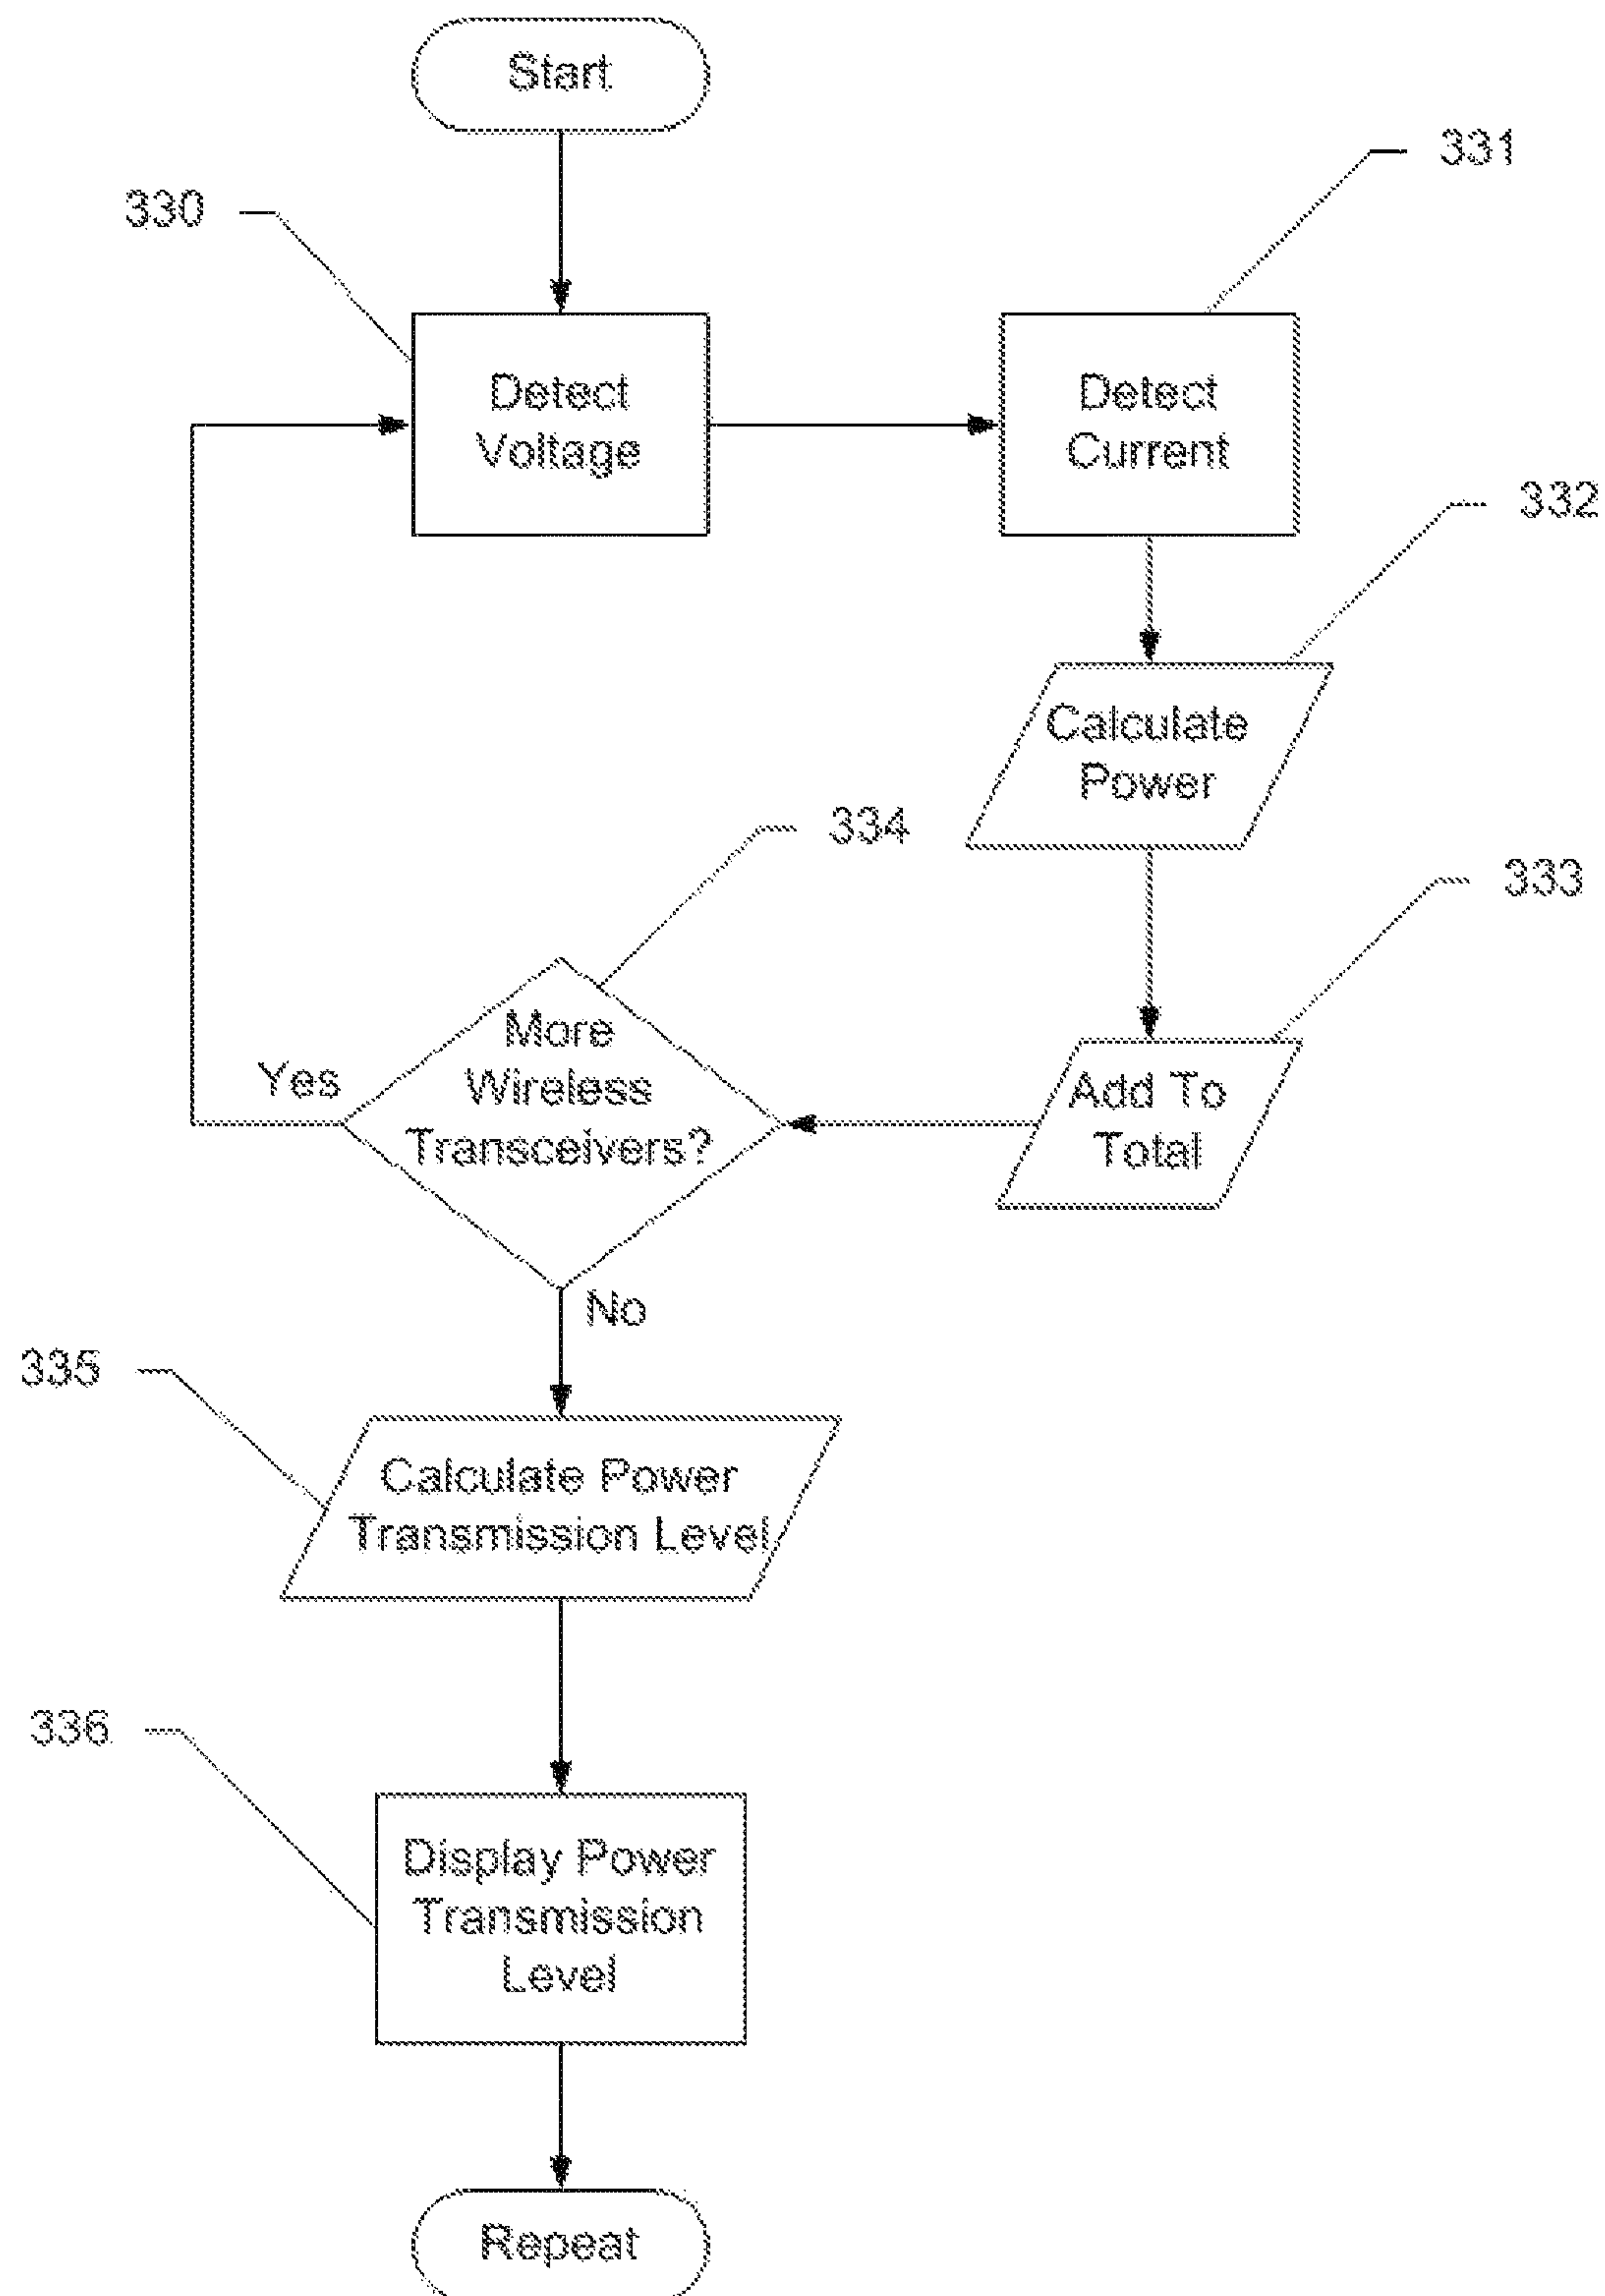 Start
331
330
Detect
Voltage
Detect
Current
332
Calculate
Power
334
333
More
Wireless
Transceivers?
Yes
Add To
Total
No
335
Calculate Power
Transmission Level
336
Display Power
Transmission
Level
Repeat